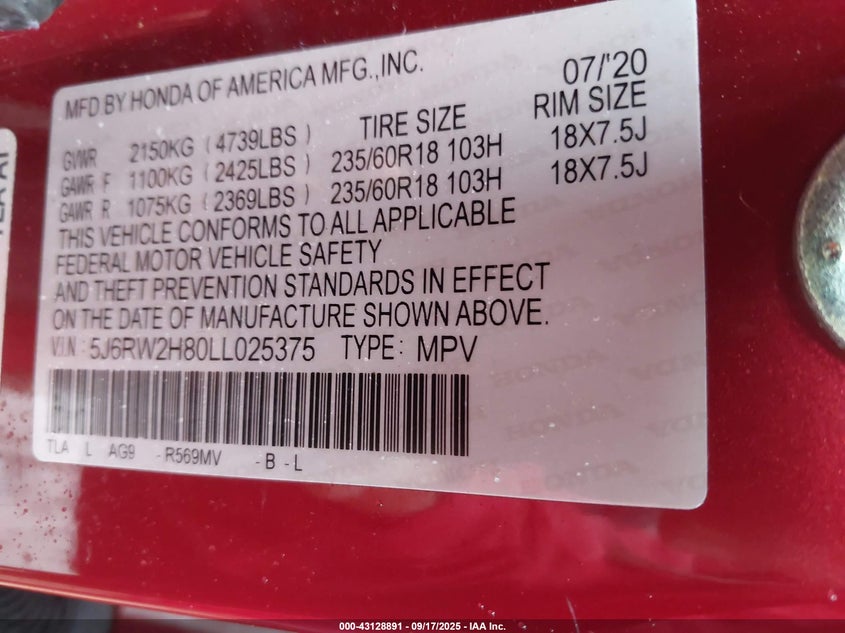 MFD BY HONDA OF AMERICA MFG.,INC. 07/'20
TIRE SIZE RIM SIZE
GVWR 2150KG ( 4739LBS )
GAWR F 1100KG ( 2425LBS ) 235/60R18 103H 18X7.5J
GAWR R 1075KG ( 2369LBS ) 235/60R18 103H 18X7.5J
THIS VEHICLE CONFORMS TO ALL APPLICABLE
FEDERAL MOTOR VEHICLE SAFETY
AND THEFT PREVENTION STANDARDS IN EFFECT
ON THE DATE OF MANUFACTURE SHOWN ABOVE.
V.I.N : 5J6RW2H80LL025375 TYPE: MPV
TLA L AG9 - R569MV - B - L
000-43128891 - 09/17/2025 - IAA Inc.